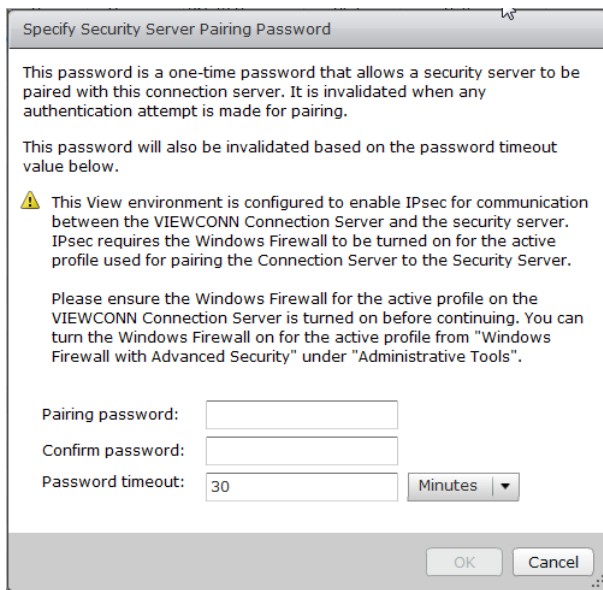 Specify Security Server Pairing Password
This password is a one-time password that allows a security server to be
paired with this connection server. It is invalidated when any
authentication attempt is made for pairing.
This password will also be invalidated based on the password timeout
value below.
This View environment is configured to enable IPsec for communication
between the VIEWCONN Connection Server and the security server.
IPsec requires the Windows Firewall to be turned on for the active
profile used for pairing the Connection Server to the Security Server.
Please ensure the Windows Firewall for the active profile on the
VIEWCONN Connection Server is turned on before continuing. You can
turn the Windows Firewall on for the active profile from "Windows
Firewall with Advanced Security" under "Administrative Tools".
Pairing password:
Confirm password:
Password timeout: 30 Minutes
OK Cancel